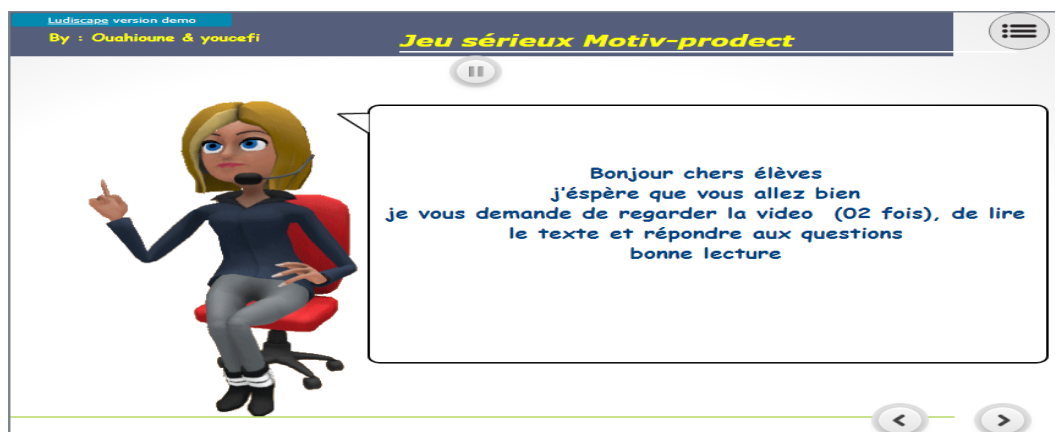 Ludiscape version demo
By : Ouahioune & youcefi
Jeu sérieux Motiv-prodect
Bonjour chers élèves
j'éspère que vous allez bien
je vous demande de regarder la video (02 fois), de lire
le texte et répondre aux questions
bonne lecture